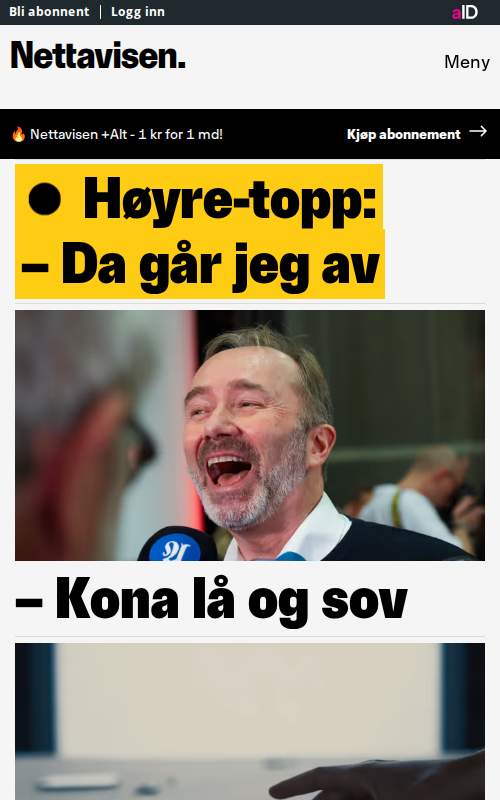 Bli abonnent | Logg inn
aID
Nettavisen.
Meny
🔥 Nettavisen +Alt - 1 kr for 1 md!
Kjøp abonnement →
● Høyre-topp:
– Da går jeg av
– Kona lå og sov